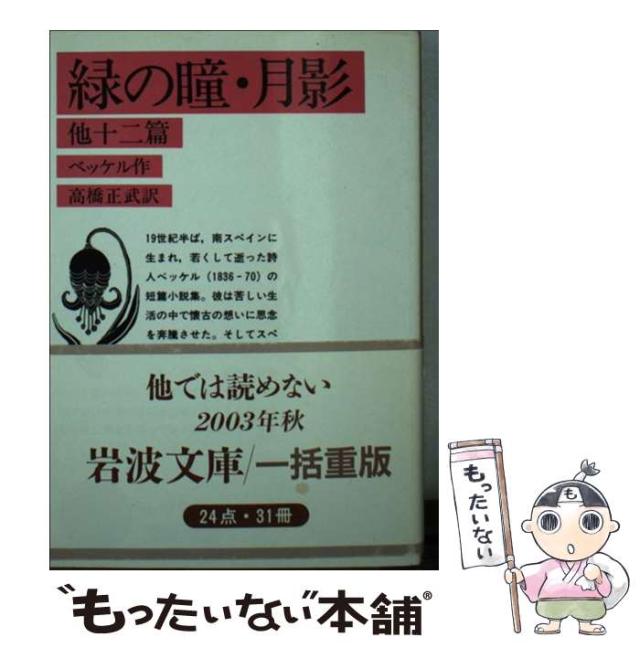 緑の瞳・月影
他十二篇
ベッケル作
高橋正武訳
19世紀半ば，南スペインに
生まれ，若くして逝った詩
人ベッケル（1836－70）の
短篇小説集。彼は苦しい生
活の中で懐古の想いに思念
を奔騰させた。そしてスペ
他では読めない
2003年秋
岩波文庫/一括重版
24点・31冊
も
もったいない
"もったいない"本舗®